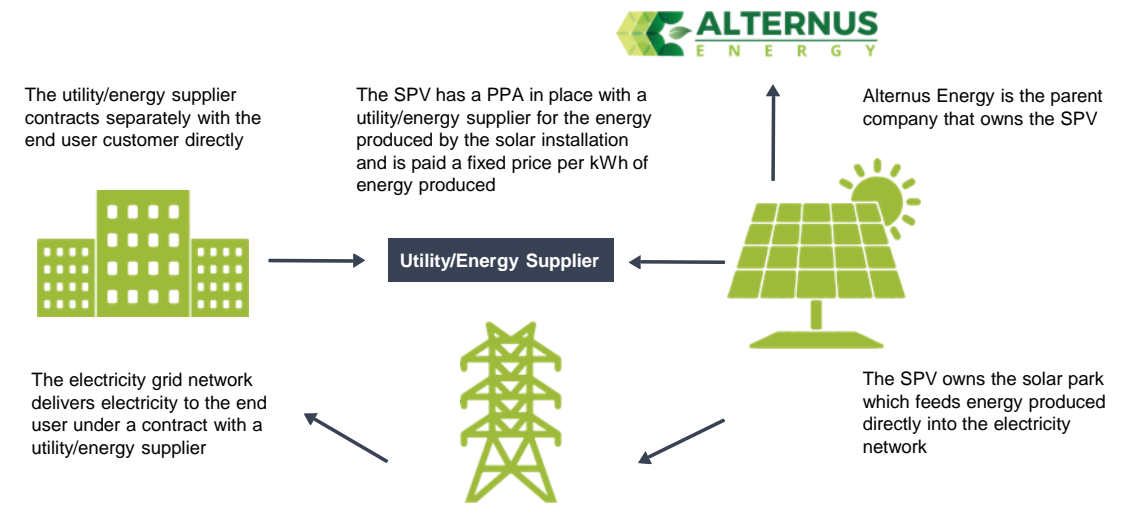 ALTERNUS
ENERGY
The utility/energy supplier
contracts separately with the
end user customer directly
The SPV has a PPA in place with a
utility/energy supplier for the energy
produced by the solar installation
and is paid a fixed price per kWh of
energy produced
Alternus Energy is the parent
company that owns the SPV
Utility/Energy Supplier
The electricity grid network
delivers electricity to the end
user under a contract with a
utility/energy supplier
The SPV owns the solar park
which feeds energy produced
directly into the electricity
network